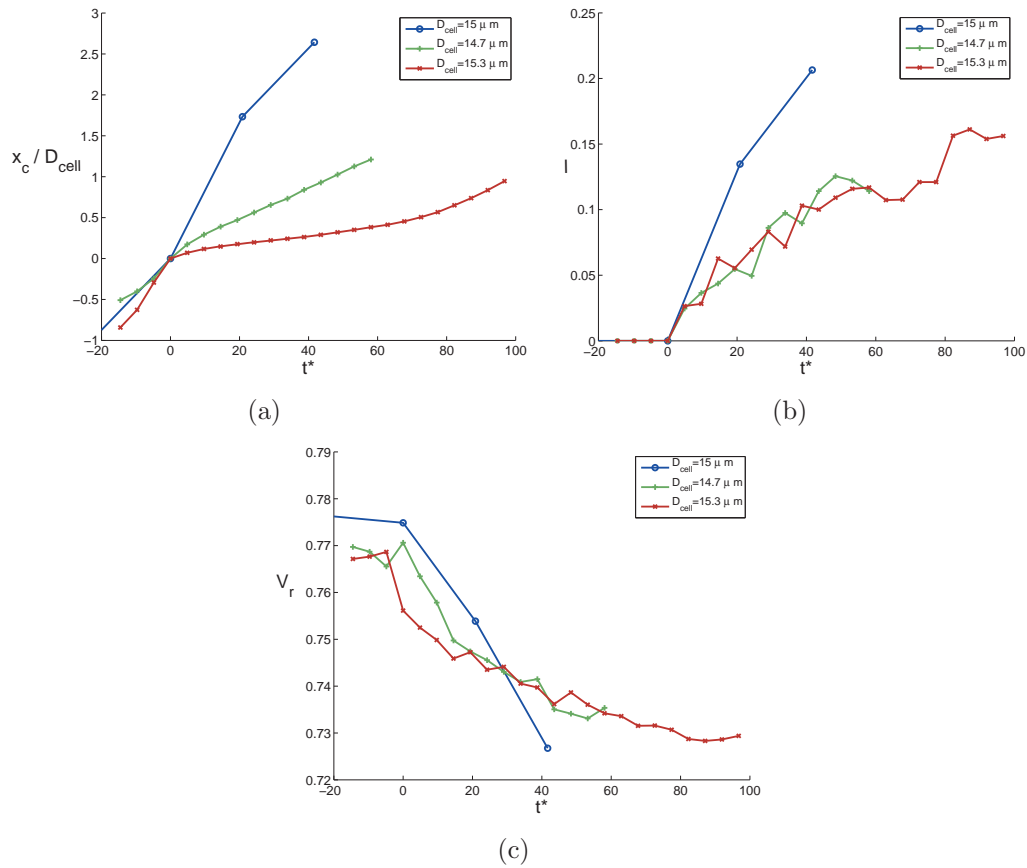 3
2.5
2
1.5
1
0.5
0
−0.5
−1
−20
0
20
40
60
80
100
x_c / D_cell
t*
D_cell=15 μ m
D_cell=14.7 μ m
D_cell=15.3 μ m
(a)
0.25
0.2
0.15
0.1
0.05
0
−20
0
20
40
60
80
100
I
t*
D_cell=15 μ m
D_cell=14.7 μ m
D_cell=15.3 μ m
(b)
0.79
0.78
0.77
0.76
0.75
0.74
0.73
0.72
−20
0
20
40
60
80
100
V_r
t*
D_cell=15 μ m
D_cell=14.7 μ m
D_cell=15.3 μ m
(c)